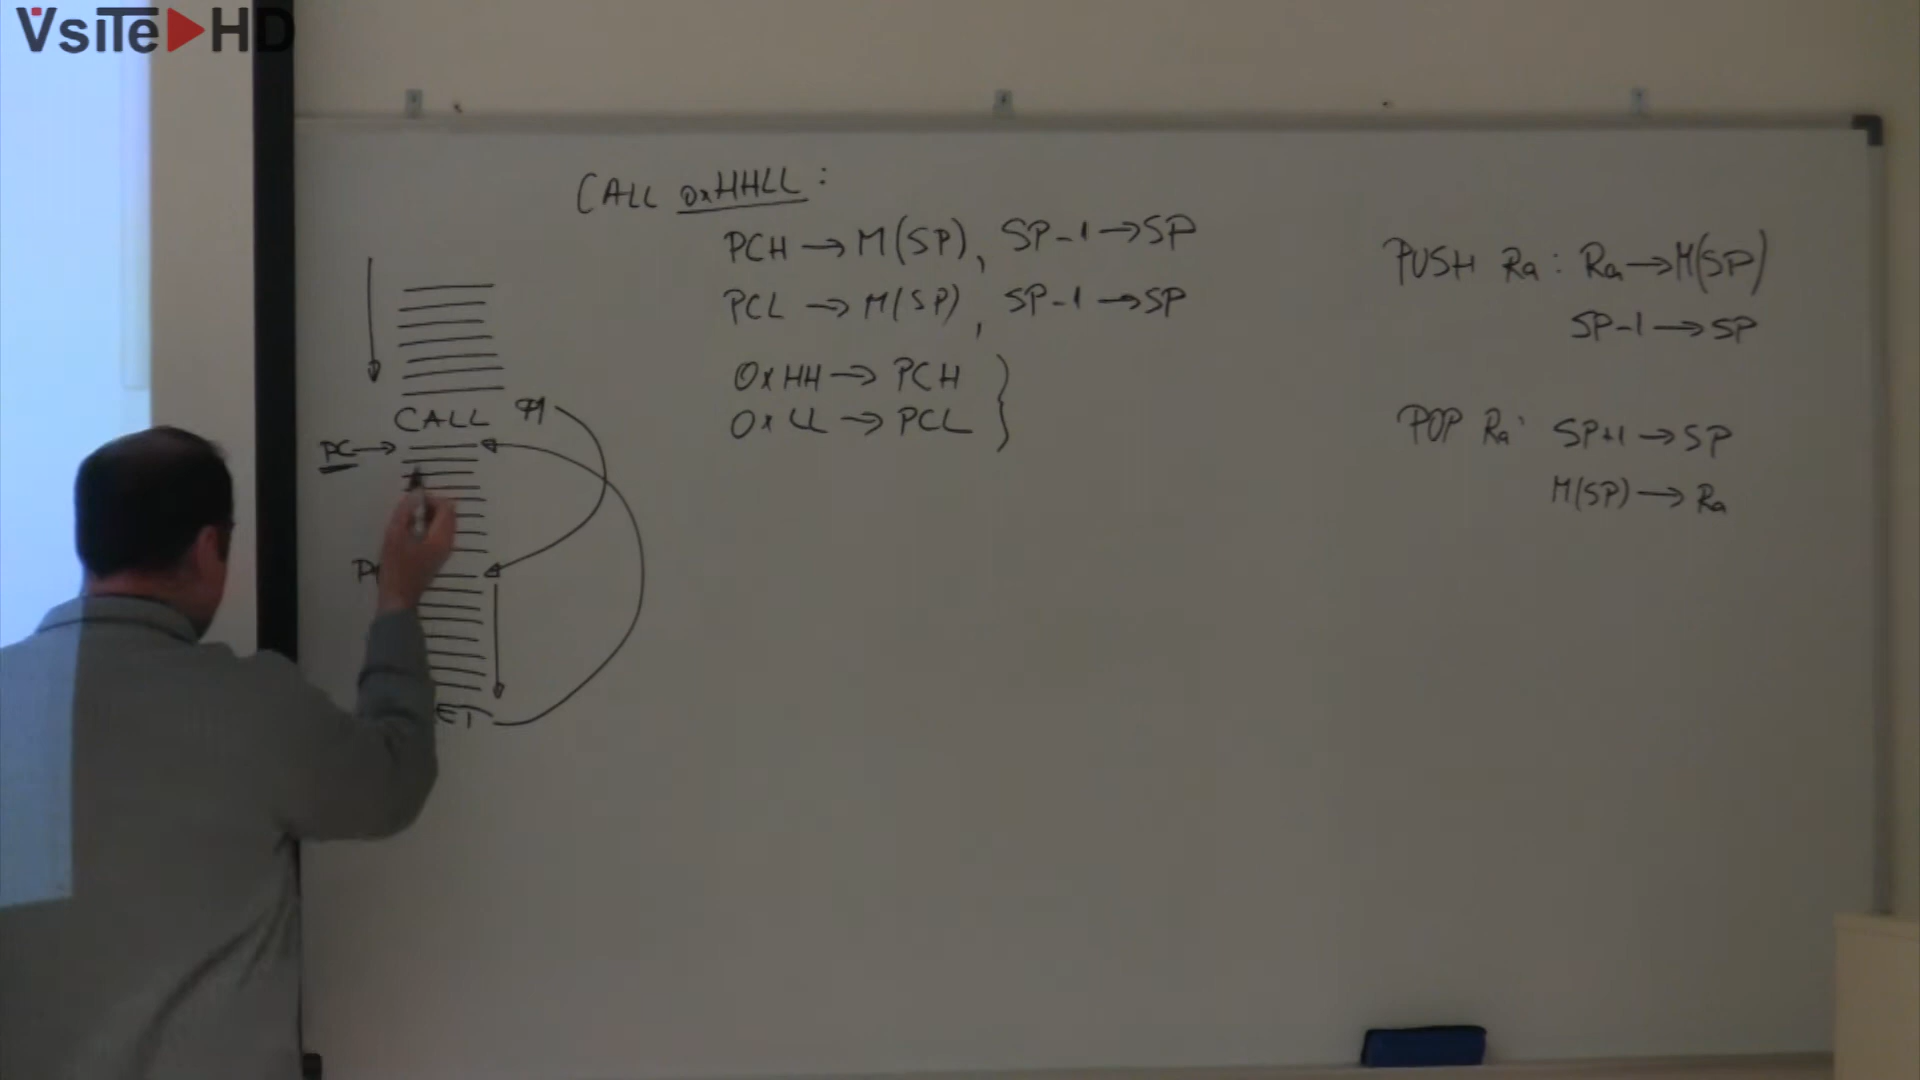 VsiTe HD
CALL 0xHHLL :
PCH → M(SP), SP-1 → SP
PCL → M(SP), SP-1 → SP
0xHH → PCH
0xLL → PCL
CALL
PC →
PUSH Ra : Ra → M(SP)
SP-1 → SP
POP Ra : SP+1 → SP
M(SP) → Ra